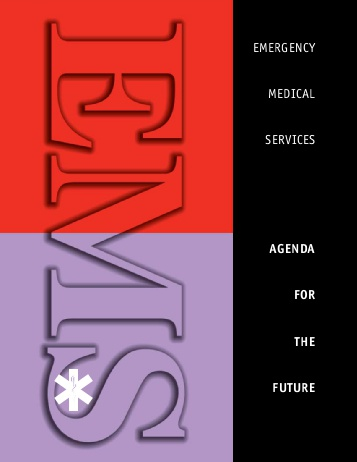 EMS
EMERGENCY
MEDICAL
SERVICES
AGENDA
FOR
THE
FUTURE